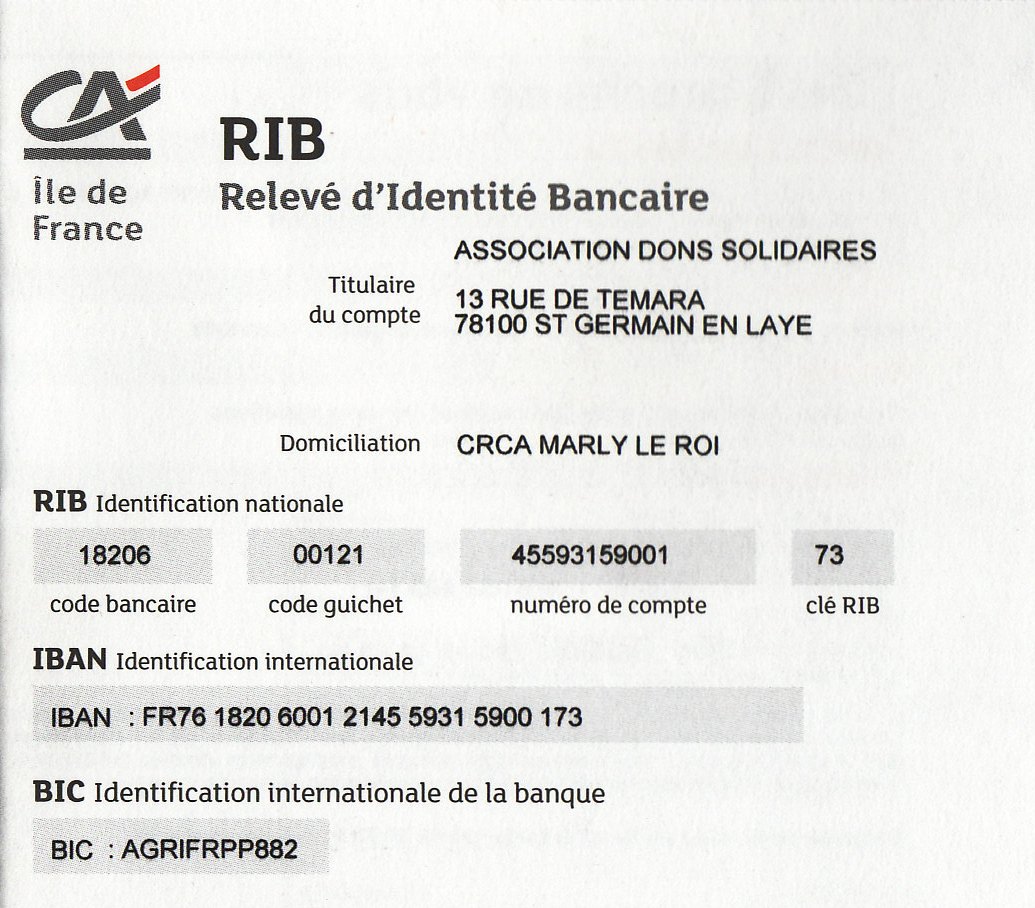 CA
Île de
France
RIB
Relevé d'Identité Bancaire
Titulaire
du compte
ASSOCIATION DONS SOLIDAIRES
13 RUE DE TEMARA
78100 ST GERMAIN EN LAYE
Domiciliation CRCA MARLY LE ROI
RIB Identification nationale
18206 00121 45593159001 73
code bancaire code guichet numéro de compte clé RIB
IBAN Identification internationale
IBAN : FR76 1820 6001 2145 5931 5900 173
BIC Identification internationale de la banque
BIC : AGRIFRPP882